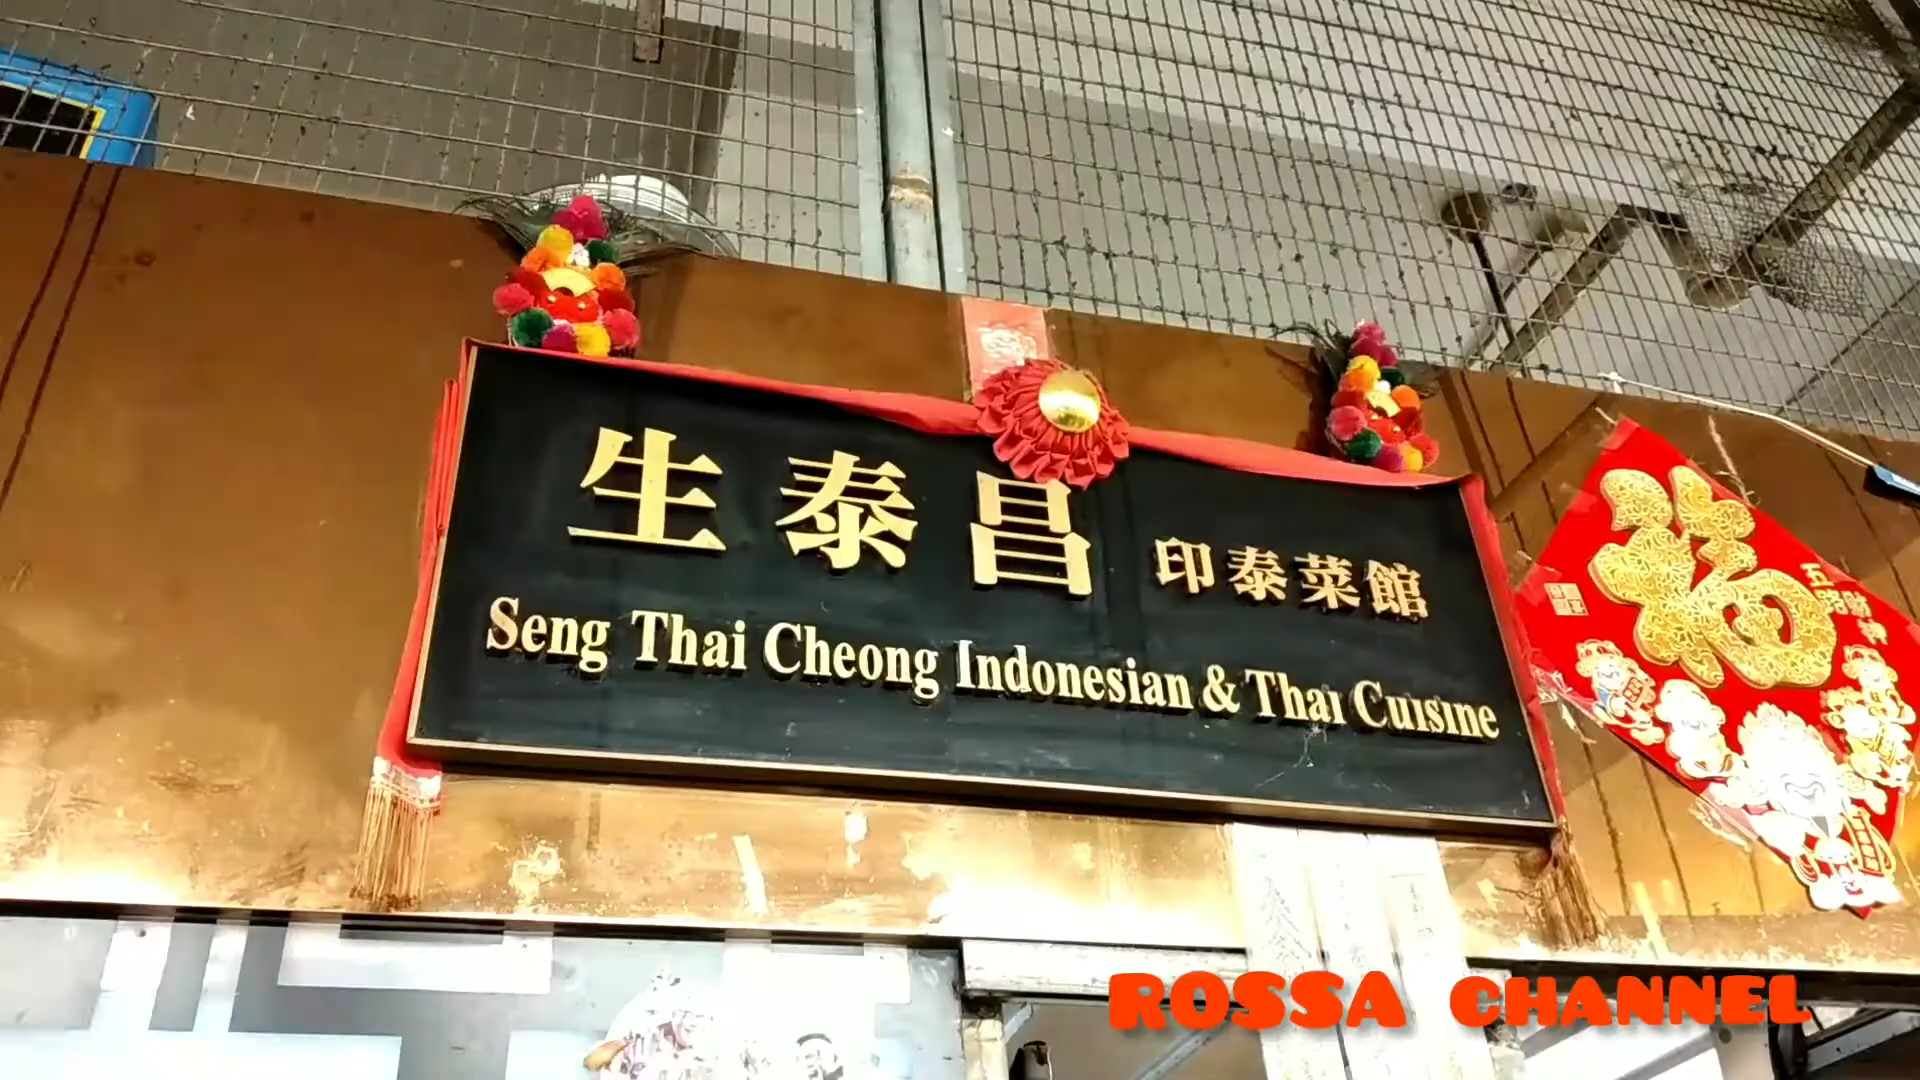 生泰昌 印泰菜館
Seng Thai Cheong Indonesian & Thai Cuisine
福
ROSSA CHANNEL